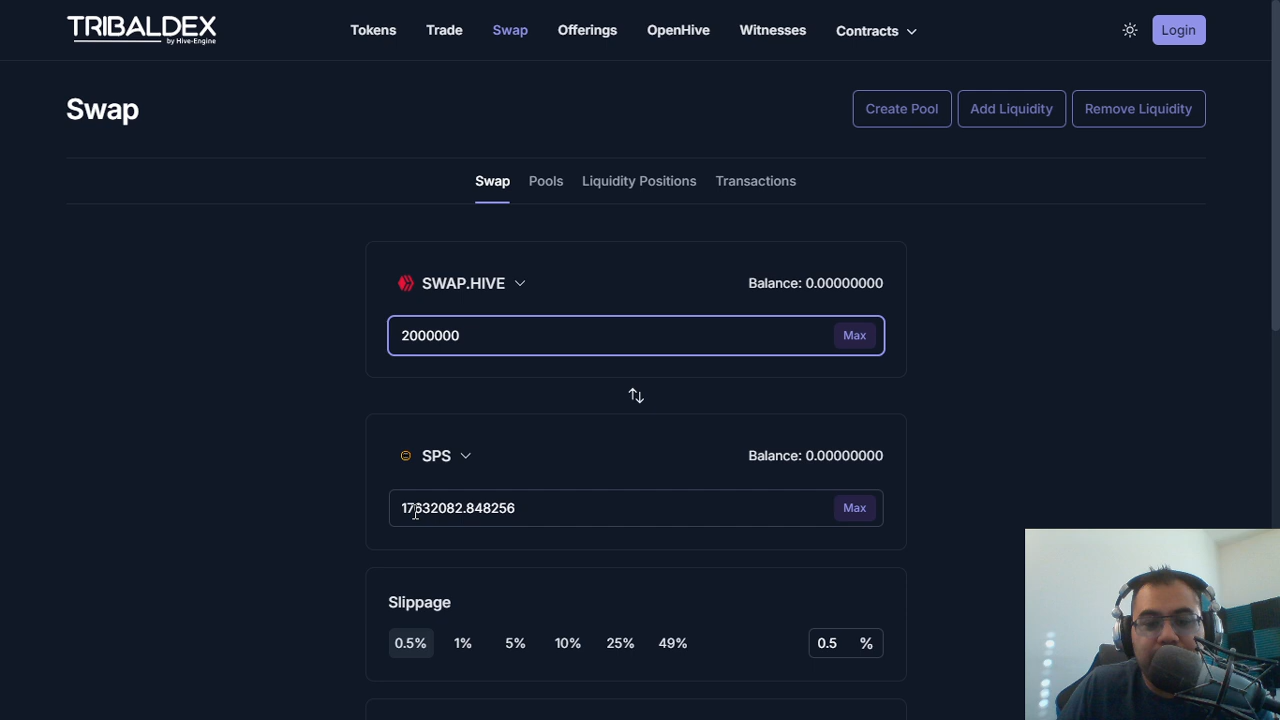 TRIBALDEX
by Hive-Engine
Tokens Trade Swap Offerings OpenHive Witnesses Contracts Login
Swap
Create Pool Add Liquidity Remove Liquidity
Swap Pools Liquidity Positions Transactions
SWAP.HIVE Balance: 0.00000000
2000000 Max
SPS Balance: 0.00000000
17632082.848256 Max
Slippage
0.5% 1% 5% 10% 25% 49% 0.5 %